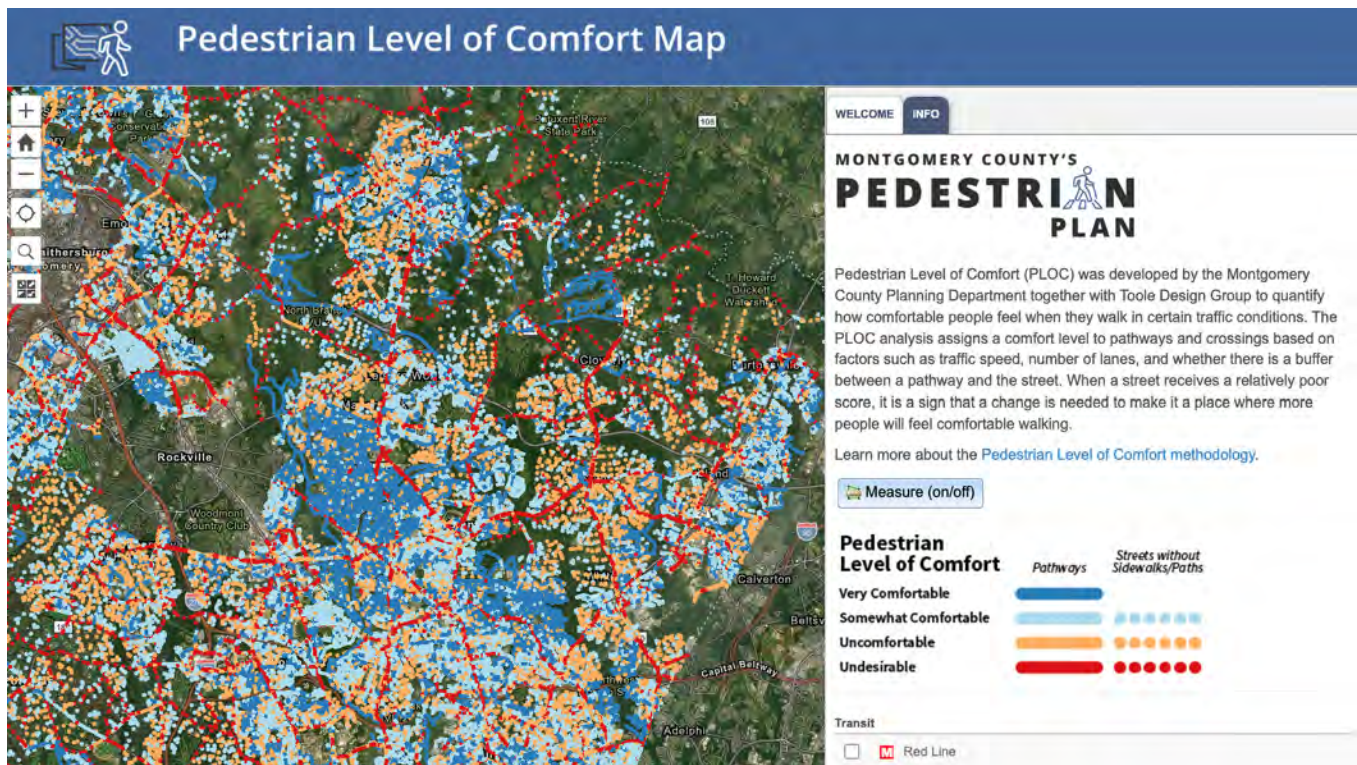 Pedestrian Level of Comfort Map
WELCOME
INFO
MONTGOMERY COUNTY'S
PEDESTRIAN
PLAN
Pedestrian Level of Comfort (PLOC) was developed by the Montgomery
County Planning Department together with Toole Design Group to quantify
how comfortable people feel when they walk in certain traffic conditions. The
PLOC analysis assigns a comfort level to pathways and crossings based on
factors such as traffic speed, number of lanes, and whether there is a buffer
between a pathway and the street. When a street receives a relatively poor
score, it is a sign that a change is needed to make it a place where more
people will feel comfortable walking.
Learn more about the Pedestrian Level of Comfort methodology.
Measure (on/off)
Pedestrian
Level of Comfort
Pathways
Streets without
Sidewalks/Paths
Very Comfortable
Somewhat Comfortable
Uncomfortable
Undesirable
Transit
M Red Line
State Park
108
T. Howard
Duckett
Rockville
Woodmont
Country Club
Calverton
Capital Beltway
Adelphi